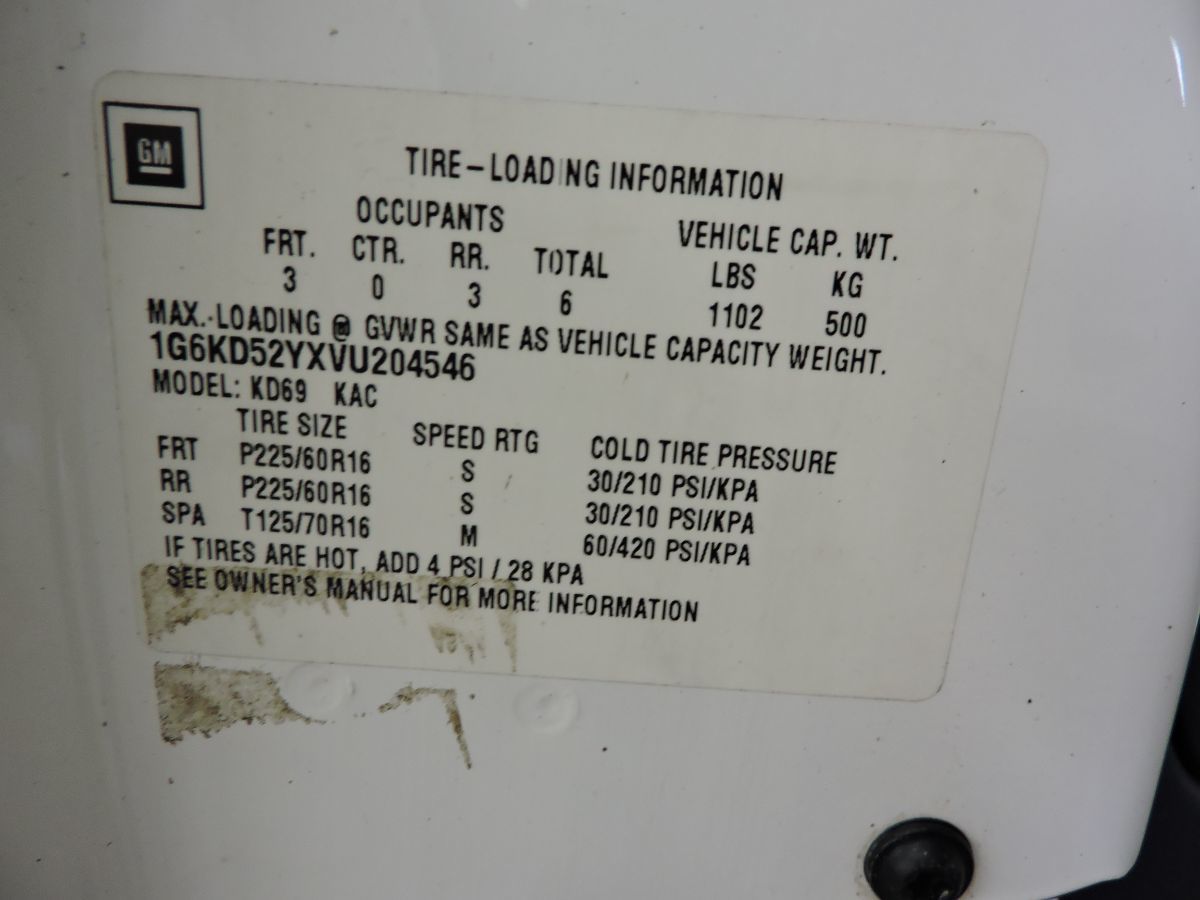 GM
TIRE-LOADING INFORMATION
OCCUPANTS VEHICLE CAP. WT.
FRT. CTR. RR. TOTAL LBS KG
3 0 3 6 1102 500
MAX. LOADING @ GVWR SAME AS VEHICLE CAPACITY WEIGHT.
1G6KD52YXVU204546
MODEL: KD69 KAC
TIRE SIZE SPEED RTG COLD TIRE PRESSURE
FRT P225/60R16 S 30/210 PSI/KPA
RR P225/60R16 S 30/210 PSI/KPA
SPA T125/70R16 M 60/420 PSI/KPA
IF TIRES ARE HOT, ADD 4 PSI / 28 KPA
SEE OWNER'S MANUAL FOR MORE INFORMATION